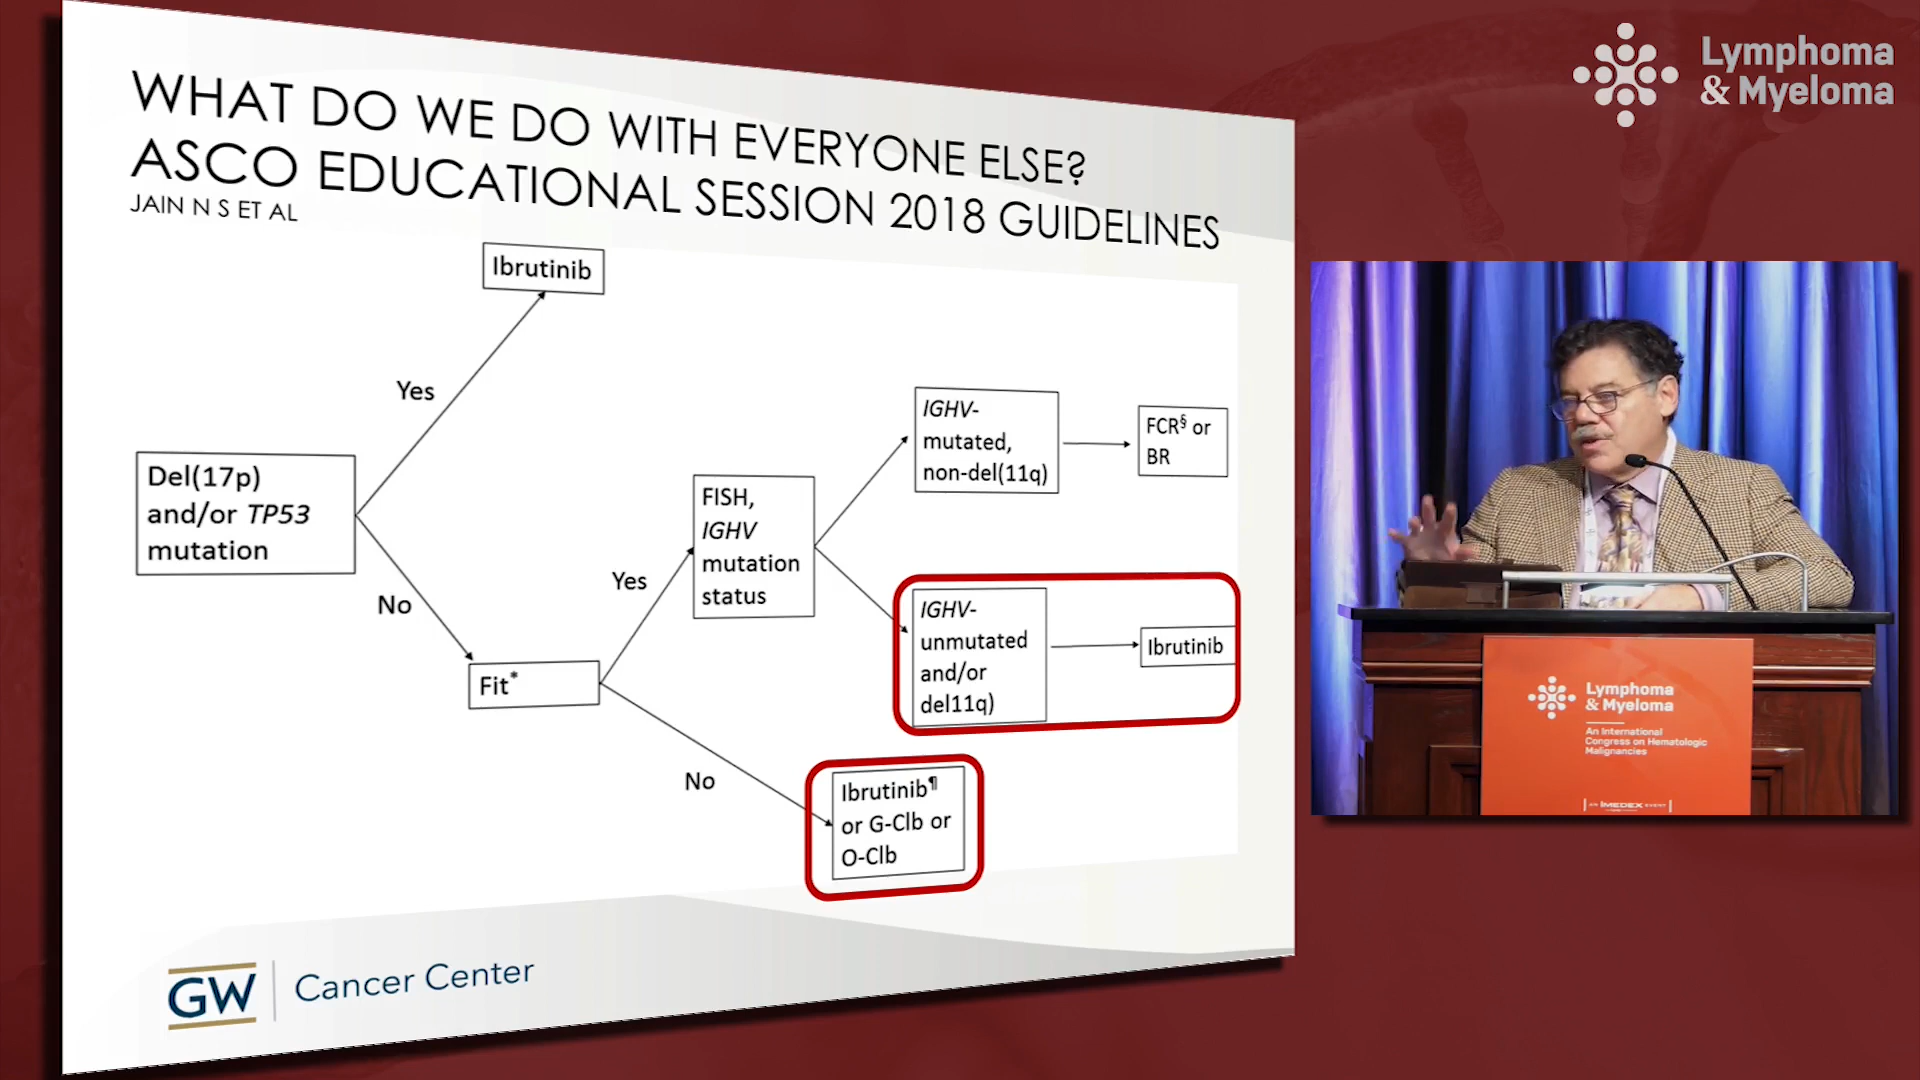 WHAT DO WE DO WITH EVERYONE ELSE?
ASCO EDUCATIONAL SESSION 2018 GUIDELINES
JAIN N S ET AL
Ibrutinib
Yes
Del(17p)
and/or TP53
mutation
No
Fit*
Yes
FISH,
IGHV
mutation
status
IGHV-
mutated,
non-del(11q)
FCR§ or
BR
IGHV-
unmutated
and/or
del11q)
Ibrutinib
No
Ibrutinib¶
or G-Clb or
O-Clb
GW Cancer Center
Lymphoma
& Myeloma
Lymphoma
& Myeloma
An International
Congress on Hematologic
Malignancies
AN IMEDEX EVENT